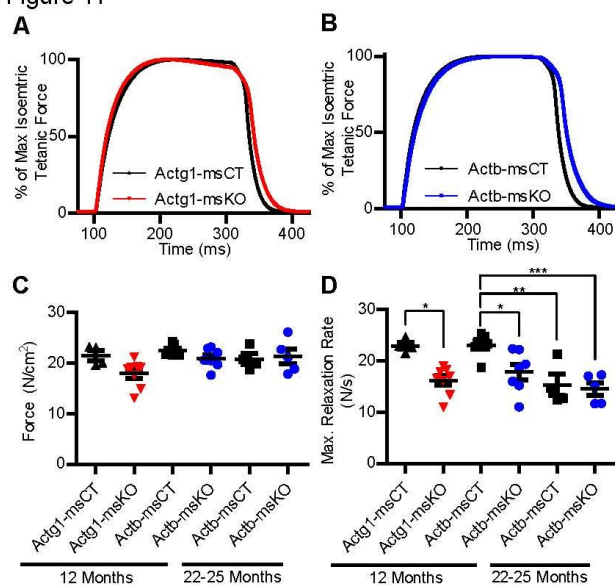 A
% of Max Isoemtric
Tetanic Force
100
50
0
100 200 300 400
Time (ms)
Actg1-msCT
Actg1-msKO
B
% of Max Isoemtric
Tetanic Force
100
50
0
100 200 300 400
Time (ms)
Actb-msCT
Actb-msKO
C
Force (N/cm²)
30
20
10
0
Actg1-msCT
Actg1-msKO
Actb-msCT
Actb-msKO
Actb-msCT
Actb-msKO
12 Months
22-25 Months
D
Max. Relaxation Rate
(N/s)
30
20
10
0
*
*
**
***
Actg1-msCT
Actg1-msKO
Actb-msCT
Actb-msKO
Actb-msCT
Actb-msKO
12 Months
22-25 Months